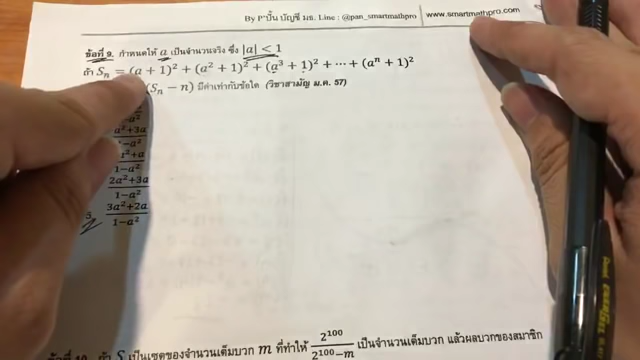 By P'ปั้น บัญชี มช. Line : @pan_smartmathpro www.smartmathpro.com
ข้อที่ 9. กำหนดให้ a เป็นจำนวนจริง ซึ่ง |a| < 1
ถ้า Sₙ = (a + 1)² + (a² + 1)² + (a³ + 1)² + ⋯ + (aⁿ + 1)²
(Sₙ − n) มีค่าเท่ากับข้อใด (วิชาสามัญ ม.ค. 57)
1−a²
a²+3a
1−a²
+a
1−a²
2a²+3a
1−a²
5. 3a²+2a
1−a²
ข้อที่ 10. ถ้า S เป็นเซตของจำนวนเต็มบวก m ที่ทำให้ 2¹⁰⁰/2¹⁰⁰−m เป็นจำนวนเต็มบวก แล้วผลบวกของสมาชิก